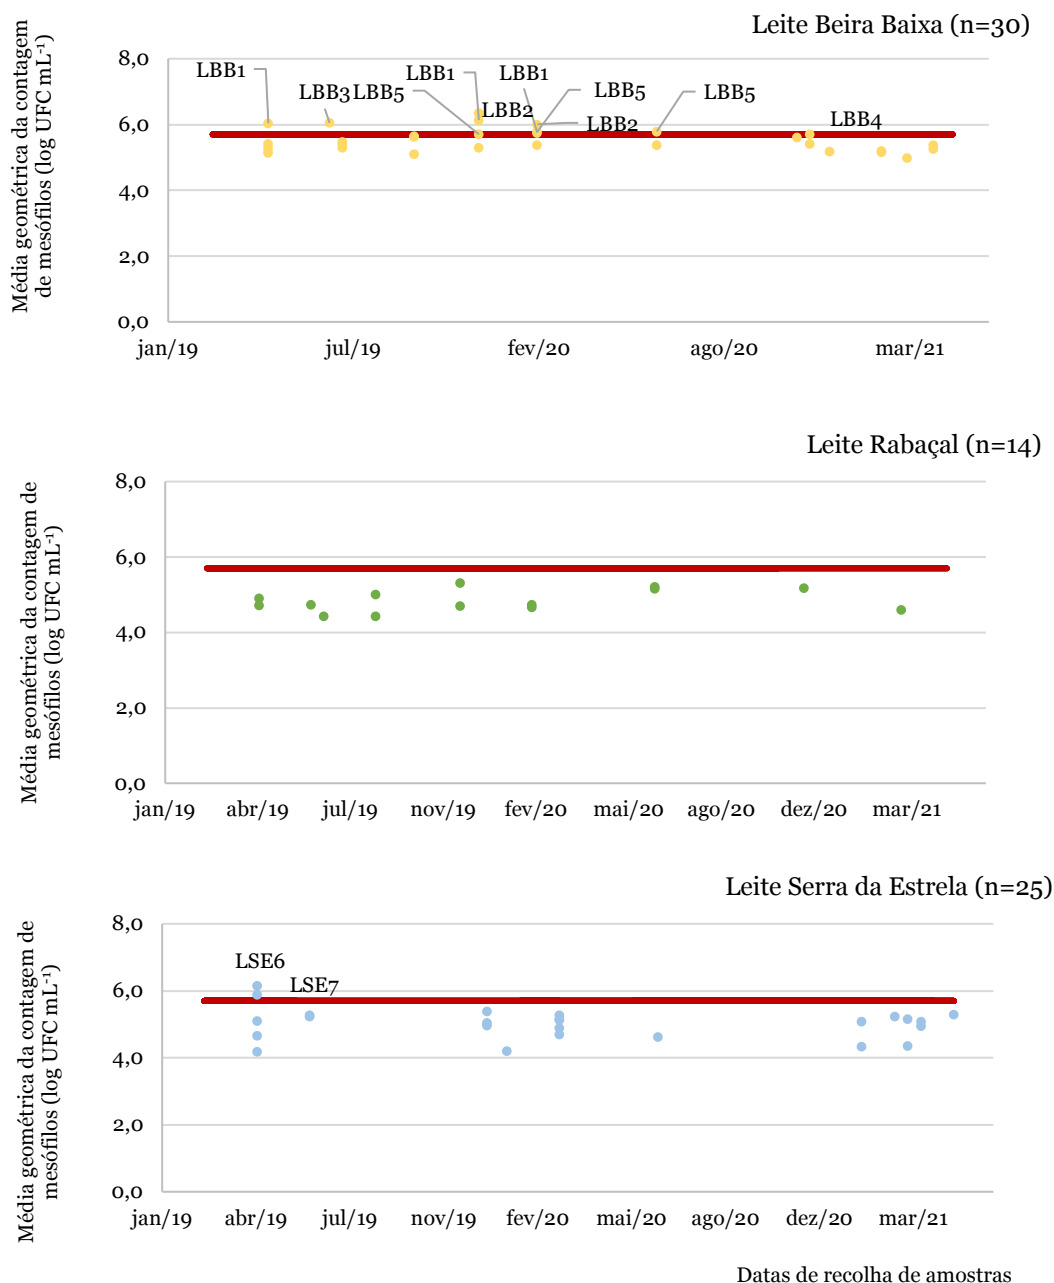 Leite Beira Baixa (n=30)
Média geométrica da contagem
de mesófilos (log UFC mL⁻¹)
8,0
6,0
4,0
2,0
0,0
LBB1
LBB3
LBB5
LBB1
LBB2
LBB1
LBB5
LBB2
LBB5
LBB4
jan/19
jul/19
fev/20
ago/20
mar/21
Leite Rabaçal (n=14)
Média geométrica da contagem de
mesófilos (log UFC mL⁻¹)
8,0
6,0
4,0
2,0
0,0
jan/19
abr/19
jul/19
nov/19
fev/20
mai/20
ago/20
dez/20
mar/21
Leite Serra da Estrela (n=25)
Média geométrica da contagem de
mesófilos (log UFC mL⁻¹)
8,0
6,0
4,0
2,0
0,0
LSE6
LSE7
jan/19
abr/19
jul/19
nov/19
fev/20
mai/20
ago/20
dez/20
mar/21
Datas de recolha de amostras